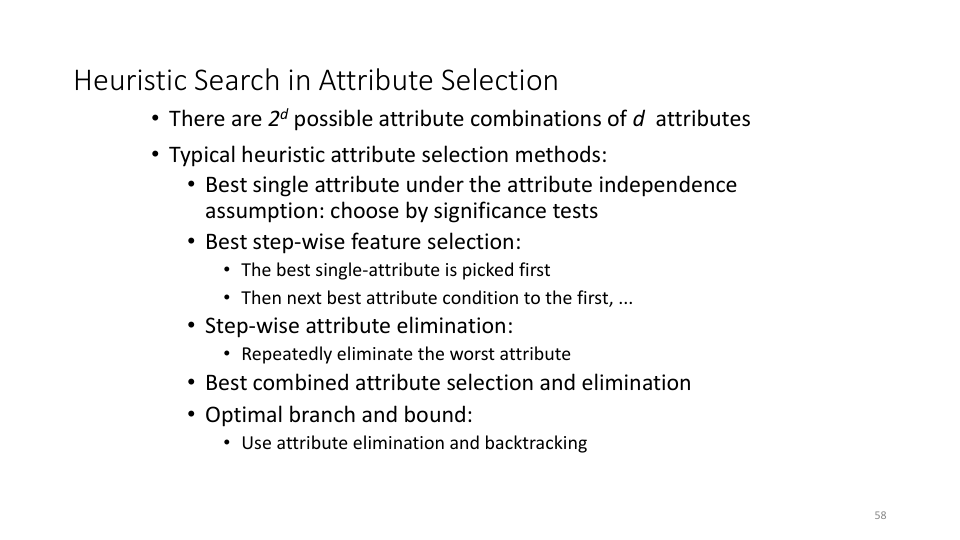 Heuristic Search in Attribute Selection
• There are 2ᵈ possible attribute combinations of d attributes
• Typical heuristic attribute selection methods:
• Best single attribute under the attribute independence
assumption: choose by significance tests
• Best step-wise feature selection:
• The best single-attribute is picked first
• Then next best attribute condition to the first, ...
• Step-wise attribute elimination:
• Repeatedly eliminate the worst attribute
• Best combined attribute selection and elimination
• Optimal branch and bound:
• Use attribute elimination and backtracking
58